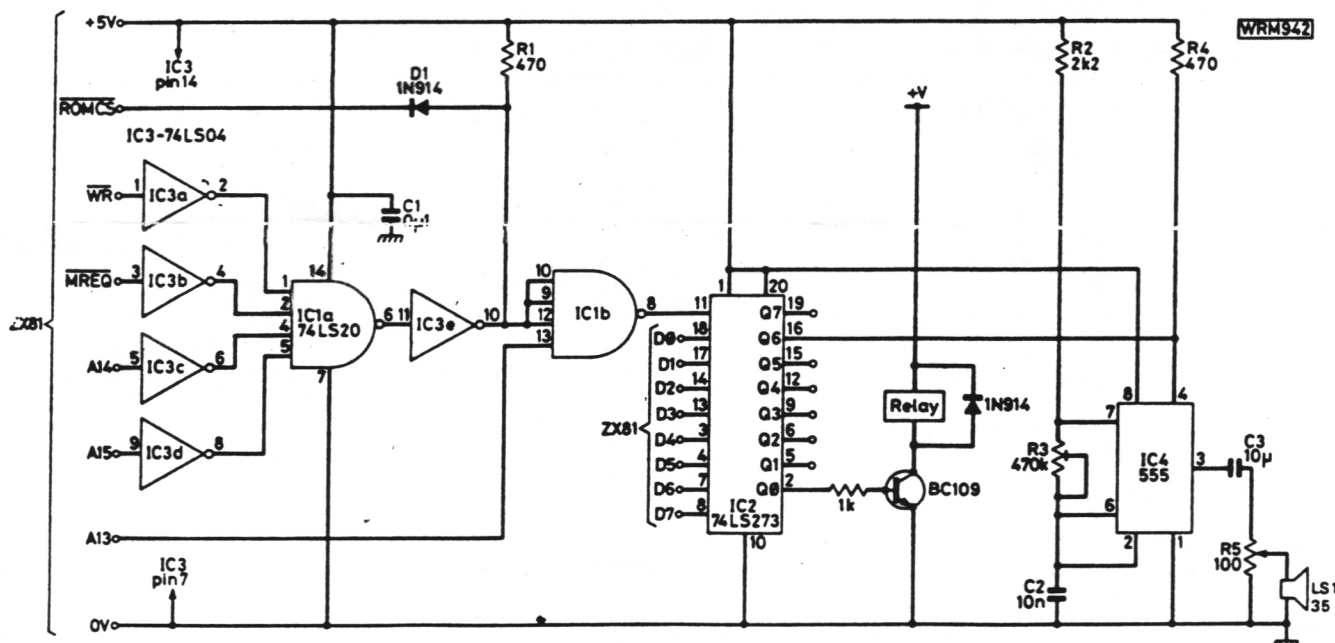 +5V
IC3
pin14
R1
470
R2
2k2
R4
470
WRM942
D1
1N914
ROMCS
+V
IC3-74LS04
WR
1
IC3a
2
C1
0µ1
MREQ
3
IC3b
4
14
1
2
4
5
IC1a
74LS20
6
11
IC3e
10
10
9
12
13
IC1b
8
ZX81
A14
5
IC3c
6
7
A15
9
IC3d
8
A13
IC3
pin7
0V
1
20
11
D0
18
D1
17
D2
14
D3
13
D4
3
D5
4
D6
7
D7
8
ZX81
Q7
19
Q6
16
Q5
15
Q4
12
Q3
9
Q2
6
Q1
5
Q0
2
IC2
74LS273
10
1k
Relay
1N914
BC109
R3
470k
8
4
7
IC4
555
3
6
2
1
C3
10µ
C2
10n
R5
100
LS1
35